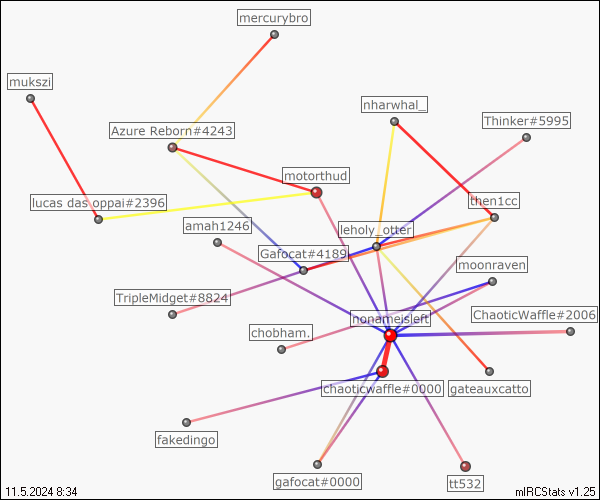 mercurybro
mukszi
nharwhal_
Thinker#5995
Azure Reborn#4243
motorthud
lucas das oppai#2396
then1cc
amah1246
leholy_otter
Gafocat#4189
moonraven
TripleMidget#8824
nonameisleft
ChaoticWaffle#2006
chobham.
chaoticwaffle#0000
gateauxcatto
fakedingo
gafocat#0000
tt532
11.5.2024 8:34
mIRCStats v1.25